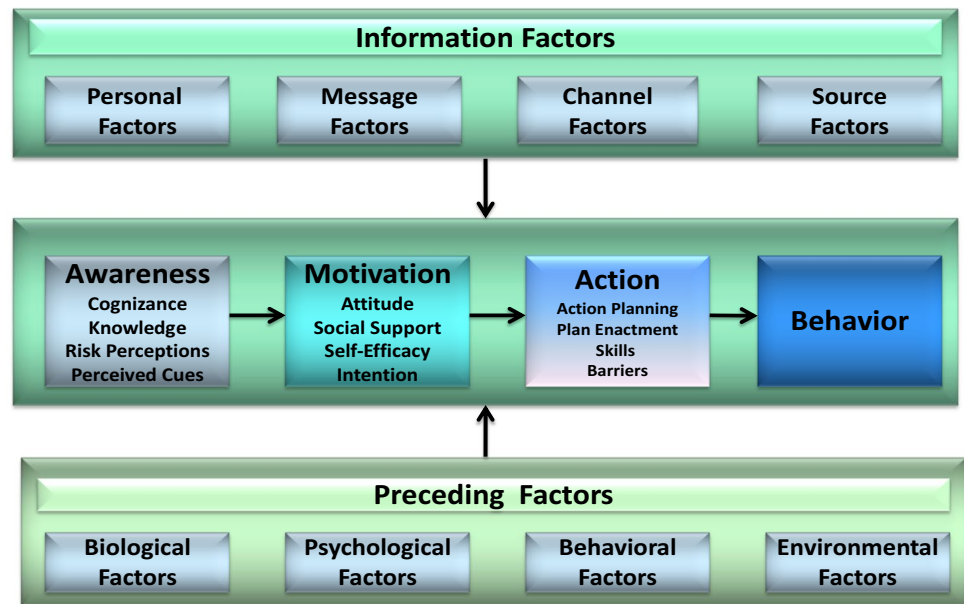 Information Factors
Personal
Factors
Message
Factors
Channel
Factors
Source
Factors
Awareness
Cognizance
Knowledge
Risk Perceptions
Perceived Cues
Motivation
Attitude
Social Support
Self-Efficacy
Intention
Action
Action Planning
Plan Enactment
Skills
Barriers
Behavior
Preceding Factors
Biological
Factors
Psychological
Factors
Behavioral
Factors
Environmental
Factors